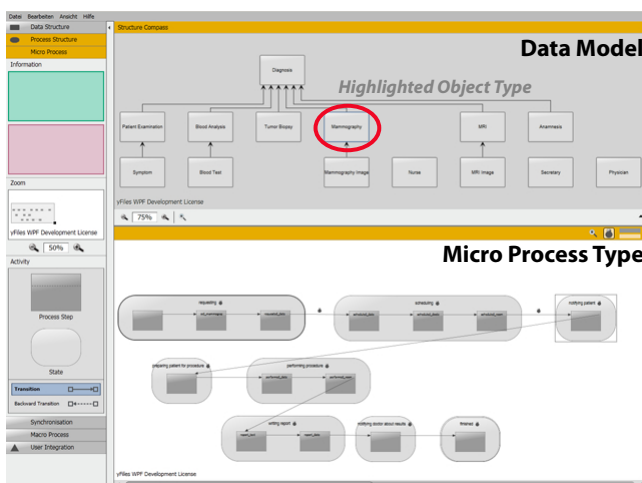 Datei Bearbeiten Ansicht Hilfe
Data Structure
Process Structure
Micro Process
Information
Zoom
yFiles WPF Development License
50%
Activity
Process Step
State
Transition
Backward Transition
Synchronisation
Macro Process
User Integration
Structure Compass
Data Model
Diagnosis
Highlighted Object Type
Patient Examination
Blood Analysis
Tumor Biopsy
Mammography
MRI
Anamnesis
Symptom
Blood Test
Mammography Image
Nurse
MRI Image
Secretary
Physician
yFiles WPF Development License
75%
Micro Process Type
requesting
scheduling
notifying patient
preparing patient for procedure
performing procedure
writing report
notifying doctor about results
finished
yFiles WPF Development License